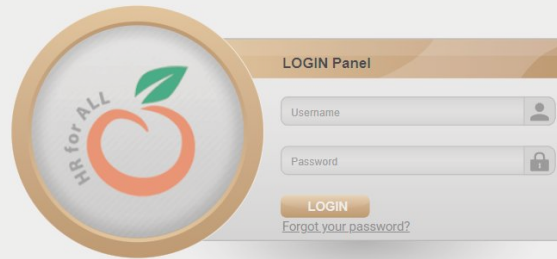 HR for ALL
LOGIN Panel
Username
Password
LOGIN
Forgot your password?